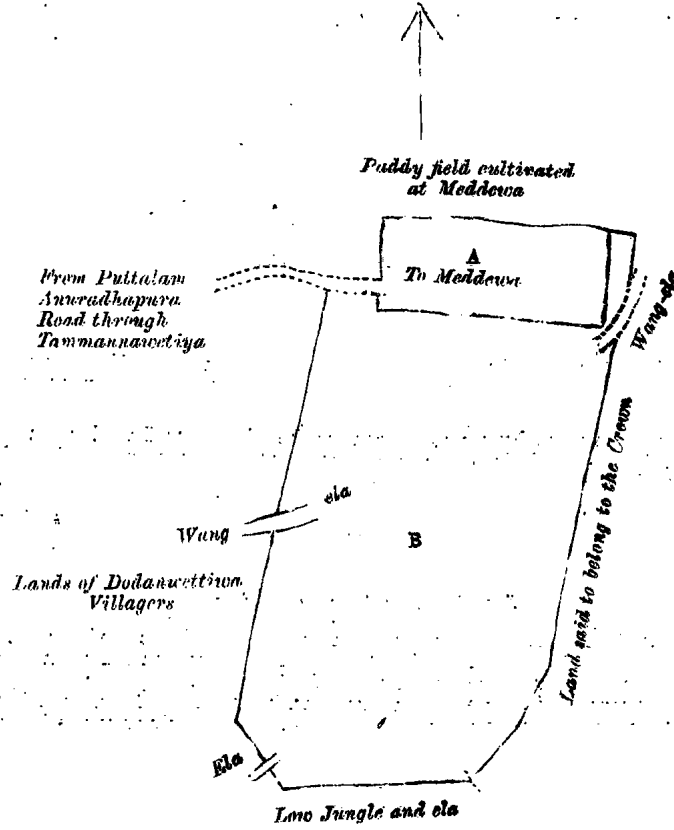 Paddy field cultivated
at Meddewa
A
To Meddewa
From Puttalam
Anuradhapura
Road through
Tammannawetiya
Wang-ela
Wang ela
B
Land said to belong to the Crown
Lands of Dodanwettiwa
Villagers
Ela
Low Jungle and ela